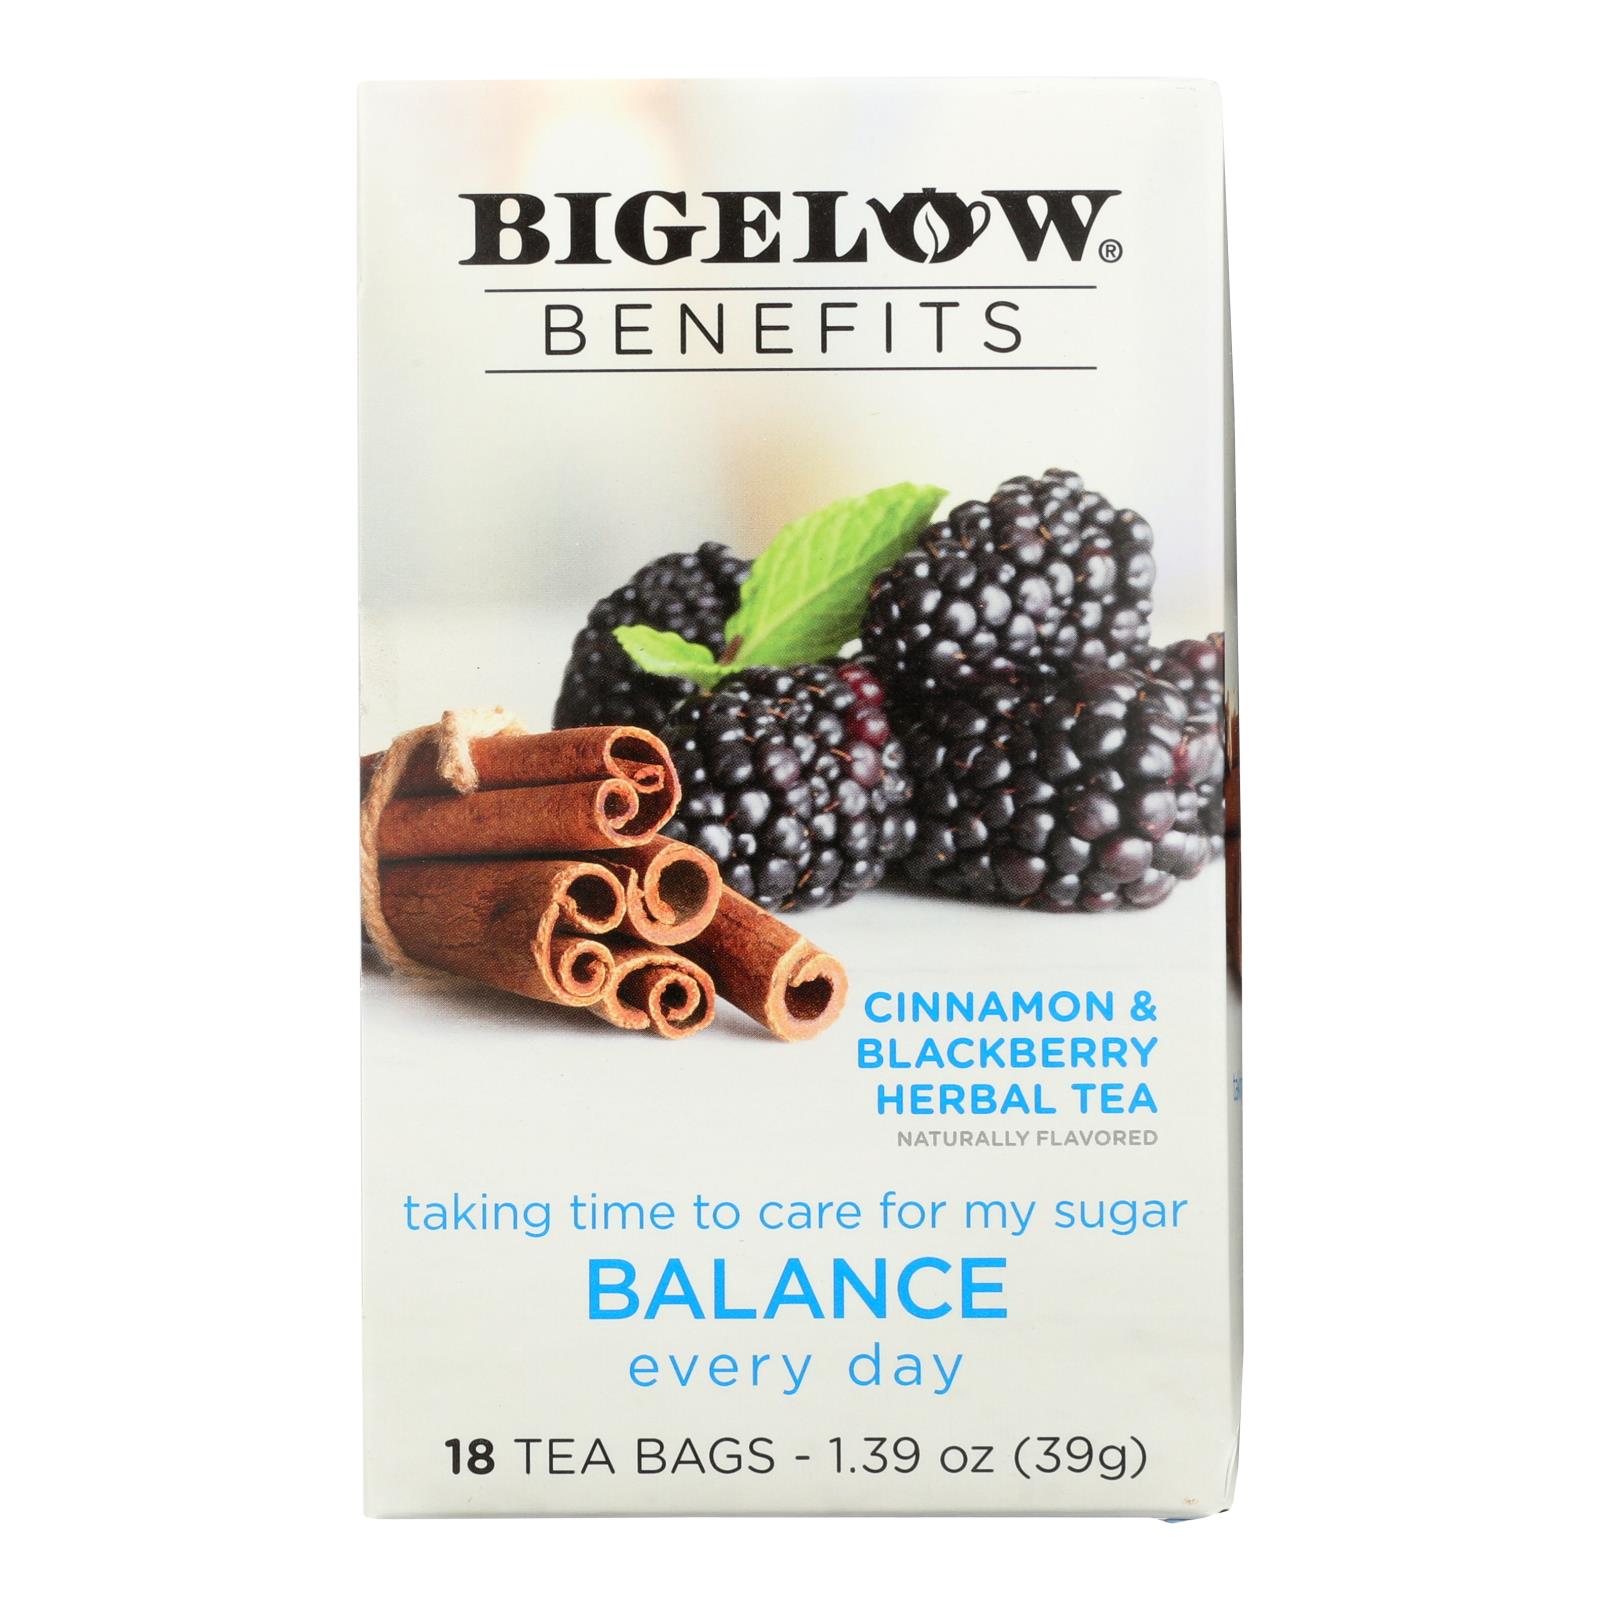 BIGELOW®
BENEFITS
CINNAMON &
BLACKBERRY
HERBAL TEA
NATURALLY FLAVORED
taking time to care for my sugar
BALANCE
every day
18 TEA BAGS - 1.39 oz (39g)